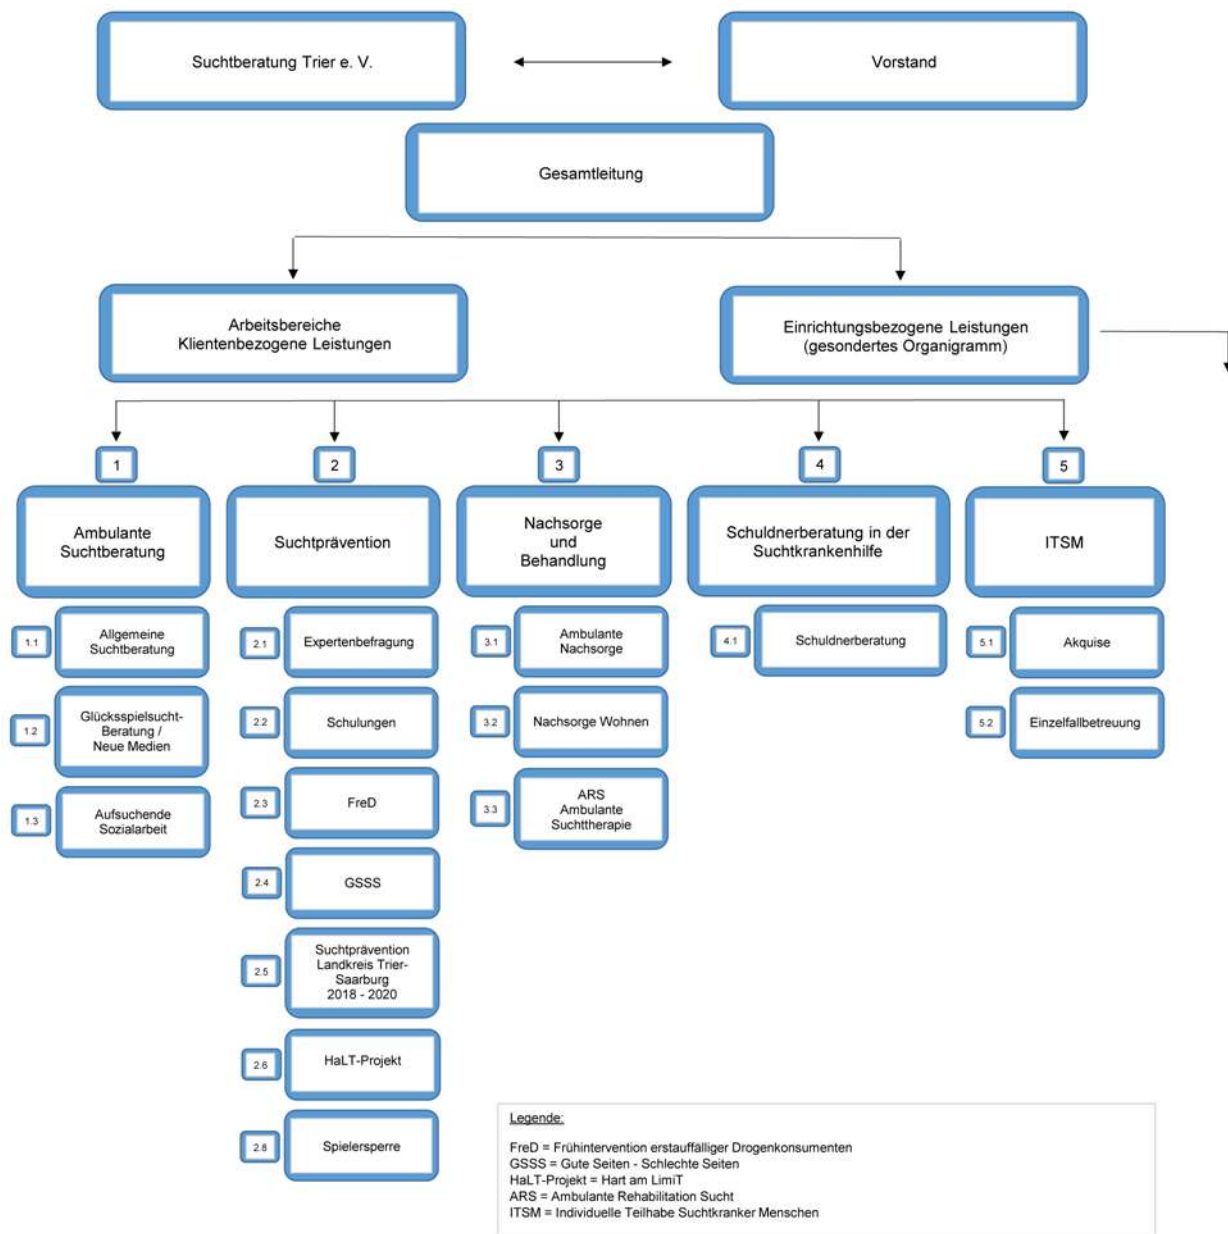 Suchtberatung Trier e. V.
Vorstand
Gesamtleitung
Arbeitsbereiche
Klientenbezogene Leistungen
Einrichtungsbezogene Leistungen
(gesondertes Organigramm)
1
Ambulante
Suchtberatung
1.1
Allgemeine
Suchtberatung
1.2
Glücksspielsucht-
Beratung /
Neue Medien
1.3
Aufsuchende
Sozialarbeit
2
Suchtprävention
2.1
Expertenbefragung
2.2
Schulungen
2.3
FreD
2.4
GSSS
2.5
Suchtprävention
Landkreis Trier-
Saarburg
2018 - 2020
2.6
HaLT-Projekt
2.8
Spielersperre
3
Nachsorge
und
Behandlung
3.1
Ambulante
Nachsorge
3.2
Nachsorge Wohnen
3.3
ARS
Ambulante
Suchttherapie
4
Schuldnerberatung in der
Suchtkrankenhilfe
4.1
Schuldnerberatung
5
ITSM
5.1
Akquise
5.2
Einzelfallbetreuung
Legende:
FreD = Frühintervention erstauffälliger Drogenkonsumenten
GSSS = Gute Seiten - Schlechte Seiten
HaLT-Projekt = Hart am LimiT
ARS = Ambulante Rehabilitation Sucht
ITSM = Individuelle Teilhabe Suchtkranker Menschen